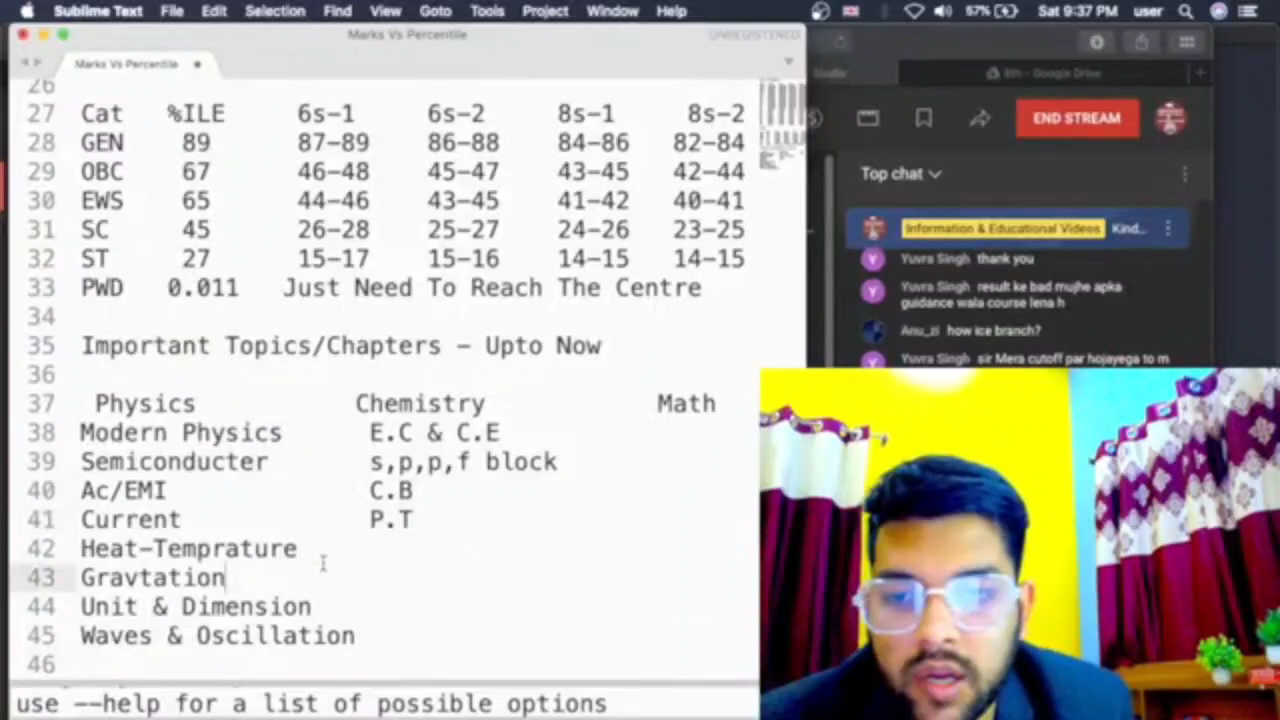 Sublime Text File Edit Selection Find View Goto Tools Project Window Help 57% Sat 9:37 PM user
Marks Vs Percentile UNREGISTERED
Marks Vs Percentile
8th - Google Drive
END STREAM
Top chat
Information & Educational Videos Kind...
Yuvra Singh thank you
Yuvra Singh result ke bad mujhe apka
guidance wala course lena h
Anu_zi how ice branch?
Yuvra Singh sir Mera cutoff par hojayega to m
26
27 Cat %ILE 6s-1 6s-2 8s-1 8s-2
28 GEN 89 87-89 86-88 84-86 82-84
29 OBC 67 46-48 45-47 43-45 42-44
30 EWS 65 44-46 43-45 41-42 40-41
31 SC 45 26-28 25-27 24-26 23-25
32 ST 27 15-17 15-16 14-15 14-15
33 PWD 0.011 Just Need To Reach The Centre
34
35 Important Topics/Chapters - Upto Now
36
37 Physics Chemistry Math
38 Modern Physics E.C & C.E
39 Semiconducter s,p,p,f block
40 Ac/EMI C.B
41 Current P.T
42 Heat-Temprature
43 Gravtation
44 Unit & Dimension
45 Waves & Oscillation
46
use --help for a list of possible options